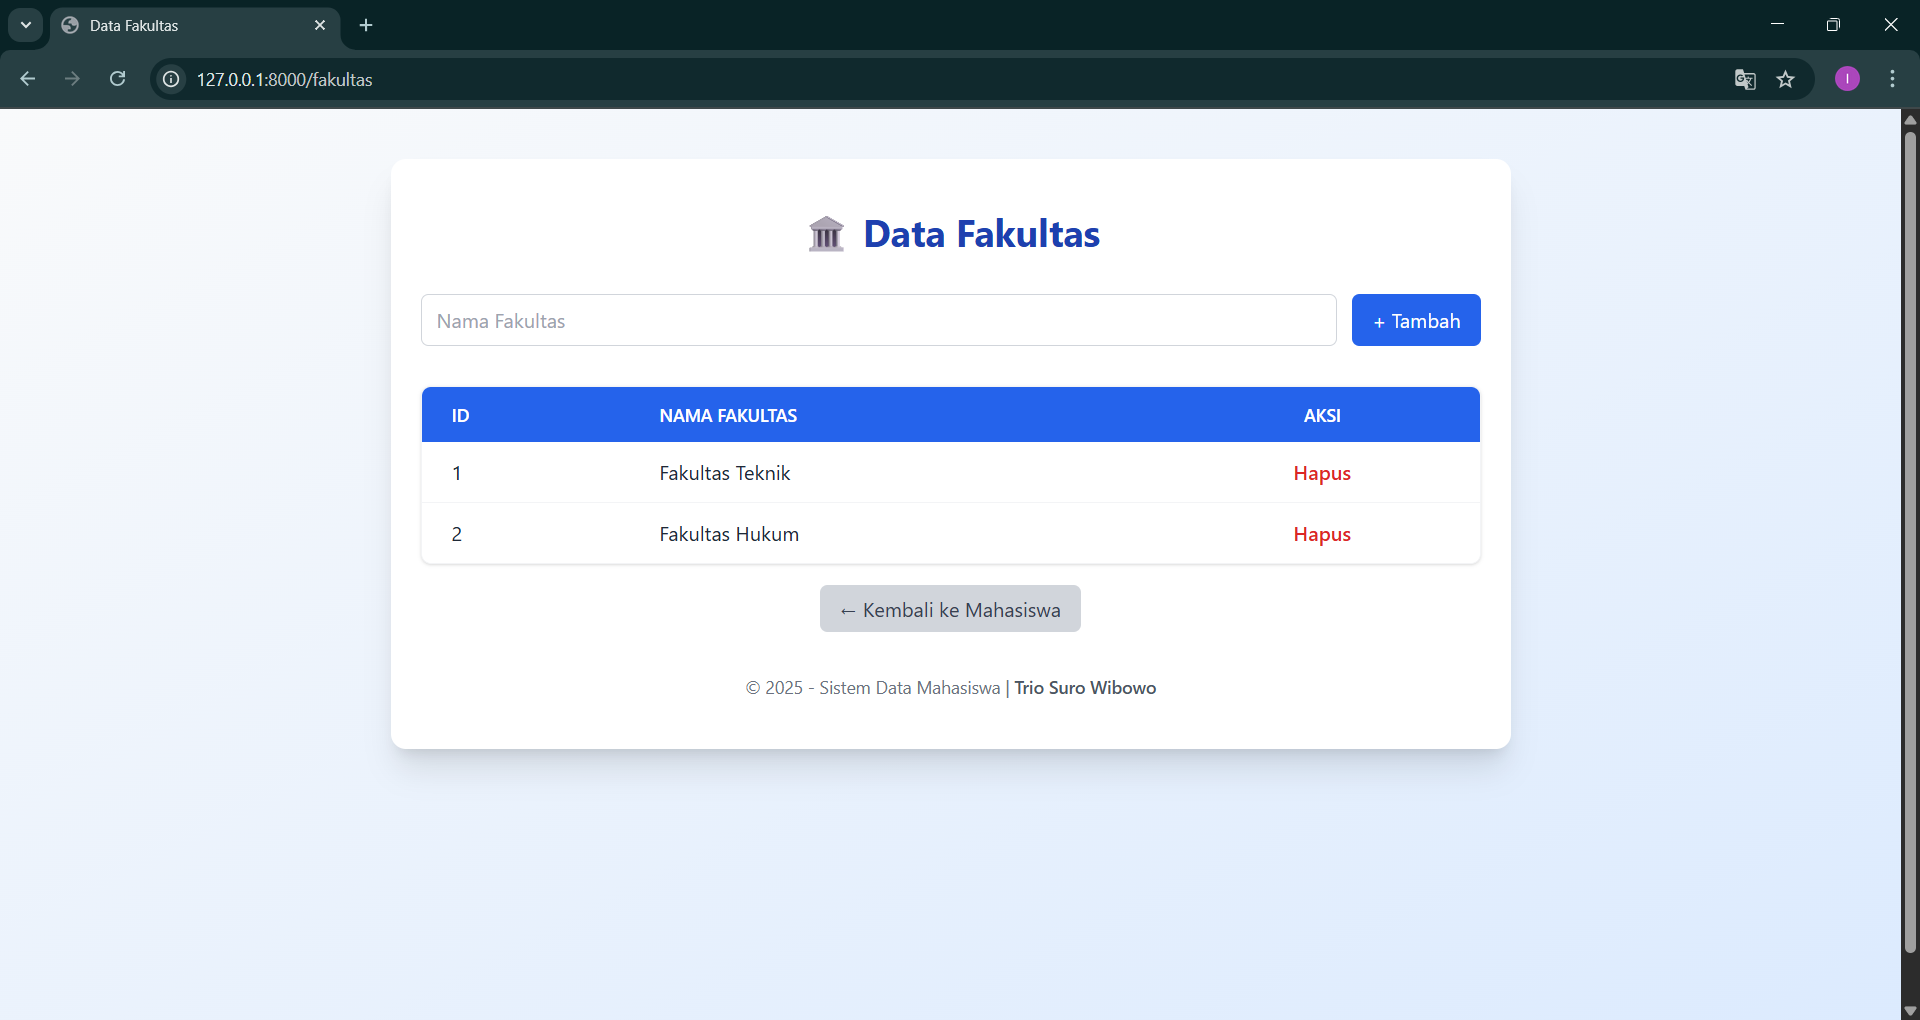 Data Fakultas
127.0.0.1:8000/fakultas
I
Data Fakultas
Nama Fakultas
+ Tambah
ID NAMA FAKULTAS AKSI
1 Fakultas Teknik Hapus
2 Fakultas Hukum Hapus
← Kembali ke Mahasiswa
© 2025 - Sistem Data Mahasiswa | Trio Suro Wibowo